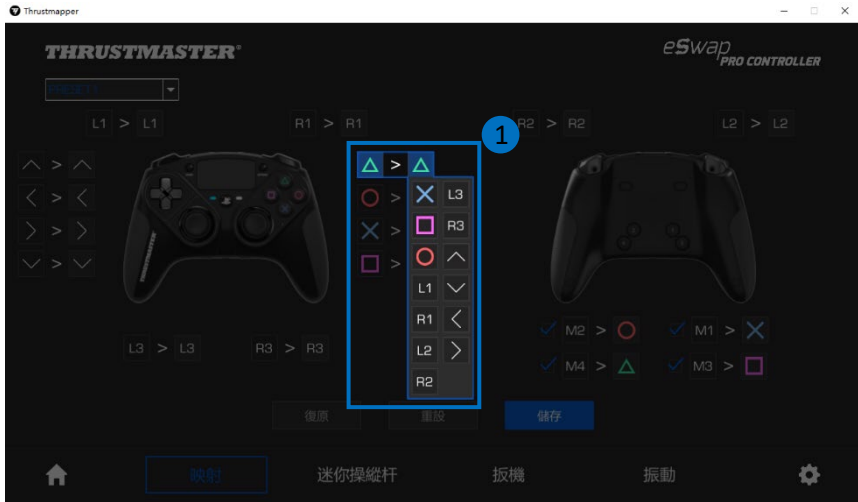 Thrustmapper
THRUSTMASTER®
eSwap
PRO CONTROLLER
PRESET1
L1 > L1
R1 > R1
R2 > R2
L2 > L2
1
L3
R3
L1
R1
L2
R2
L3 > L3
R3 > R3
M2 >
M1 >
M4 >
M3 >
復原
重設
儲存
映射
迷你操縱杆
扳機
振動